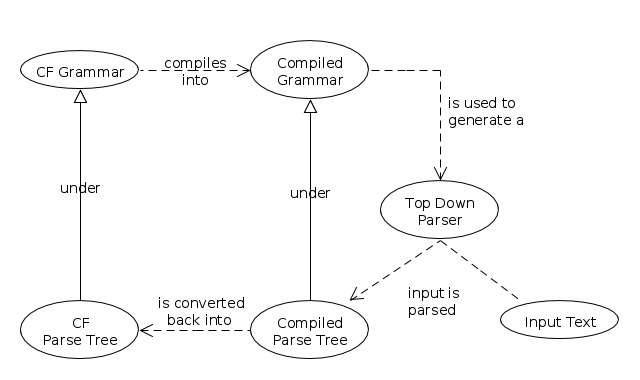 CF Grammar
compiles
into
Compiled
Grammar
is used to
generate a
under
under
Top Down
Parser
is converted
back into
input is
parsed
CF
Parse Tree
Compiled
Parse Tree
Input Text